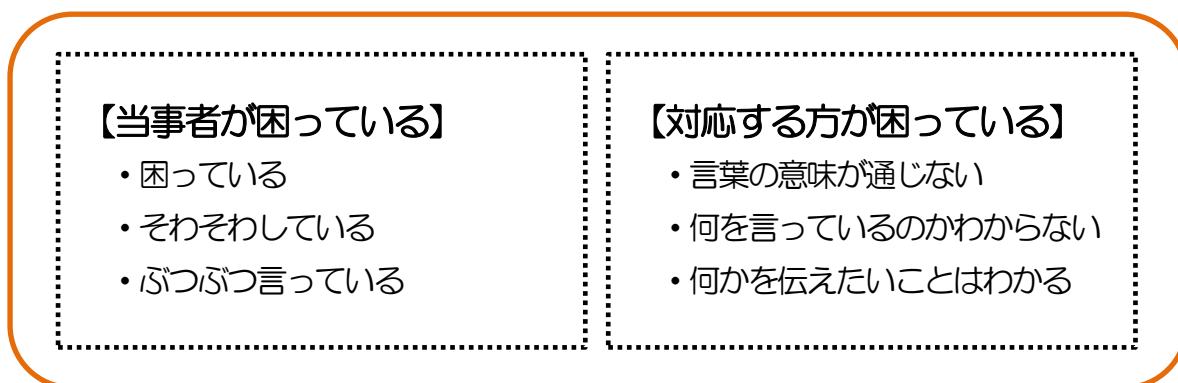 【当事者が困っている】
・困っている
・そわそわしている
・ぶつぶつ言っている
【対応する方が困っている】
・言葉の意味が通じない
・何を言っているのかわからない
・何かを伝えたいことはわかる